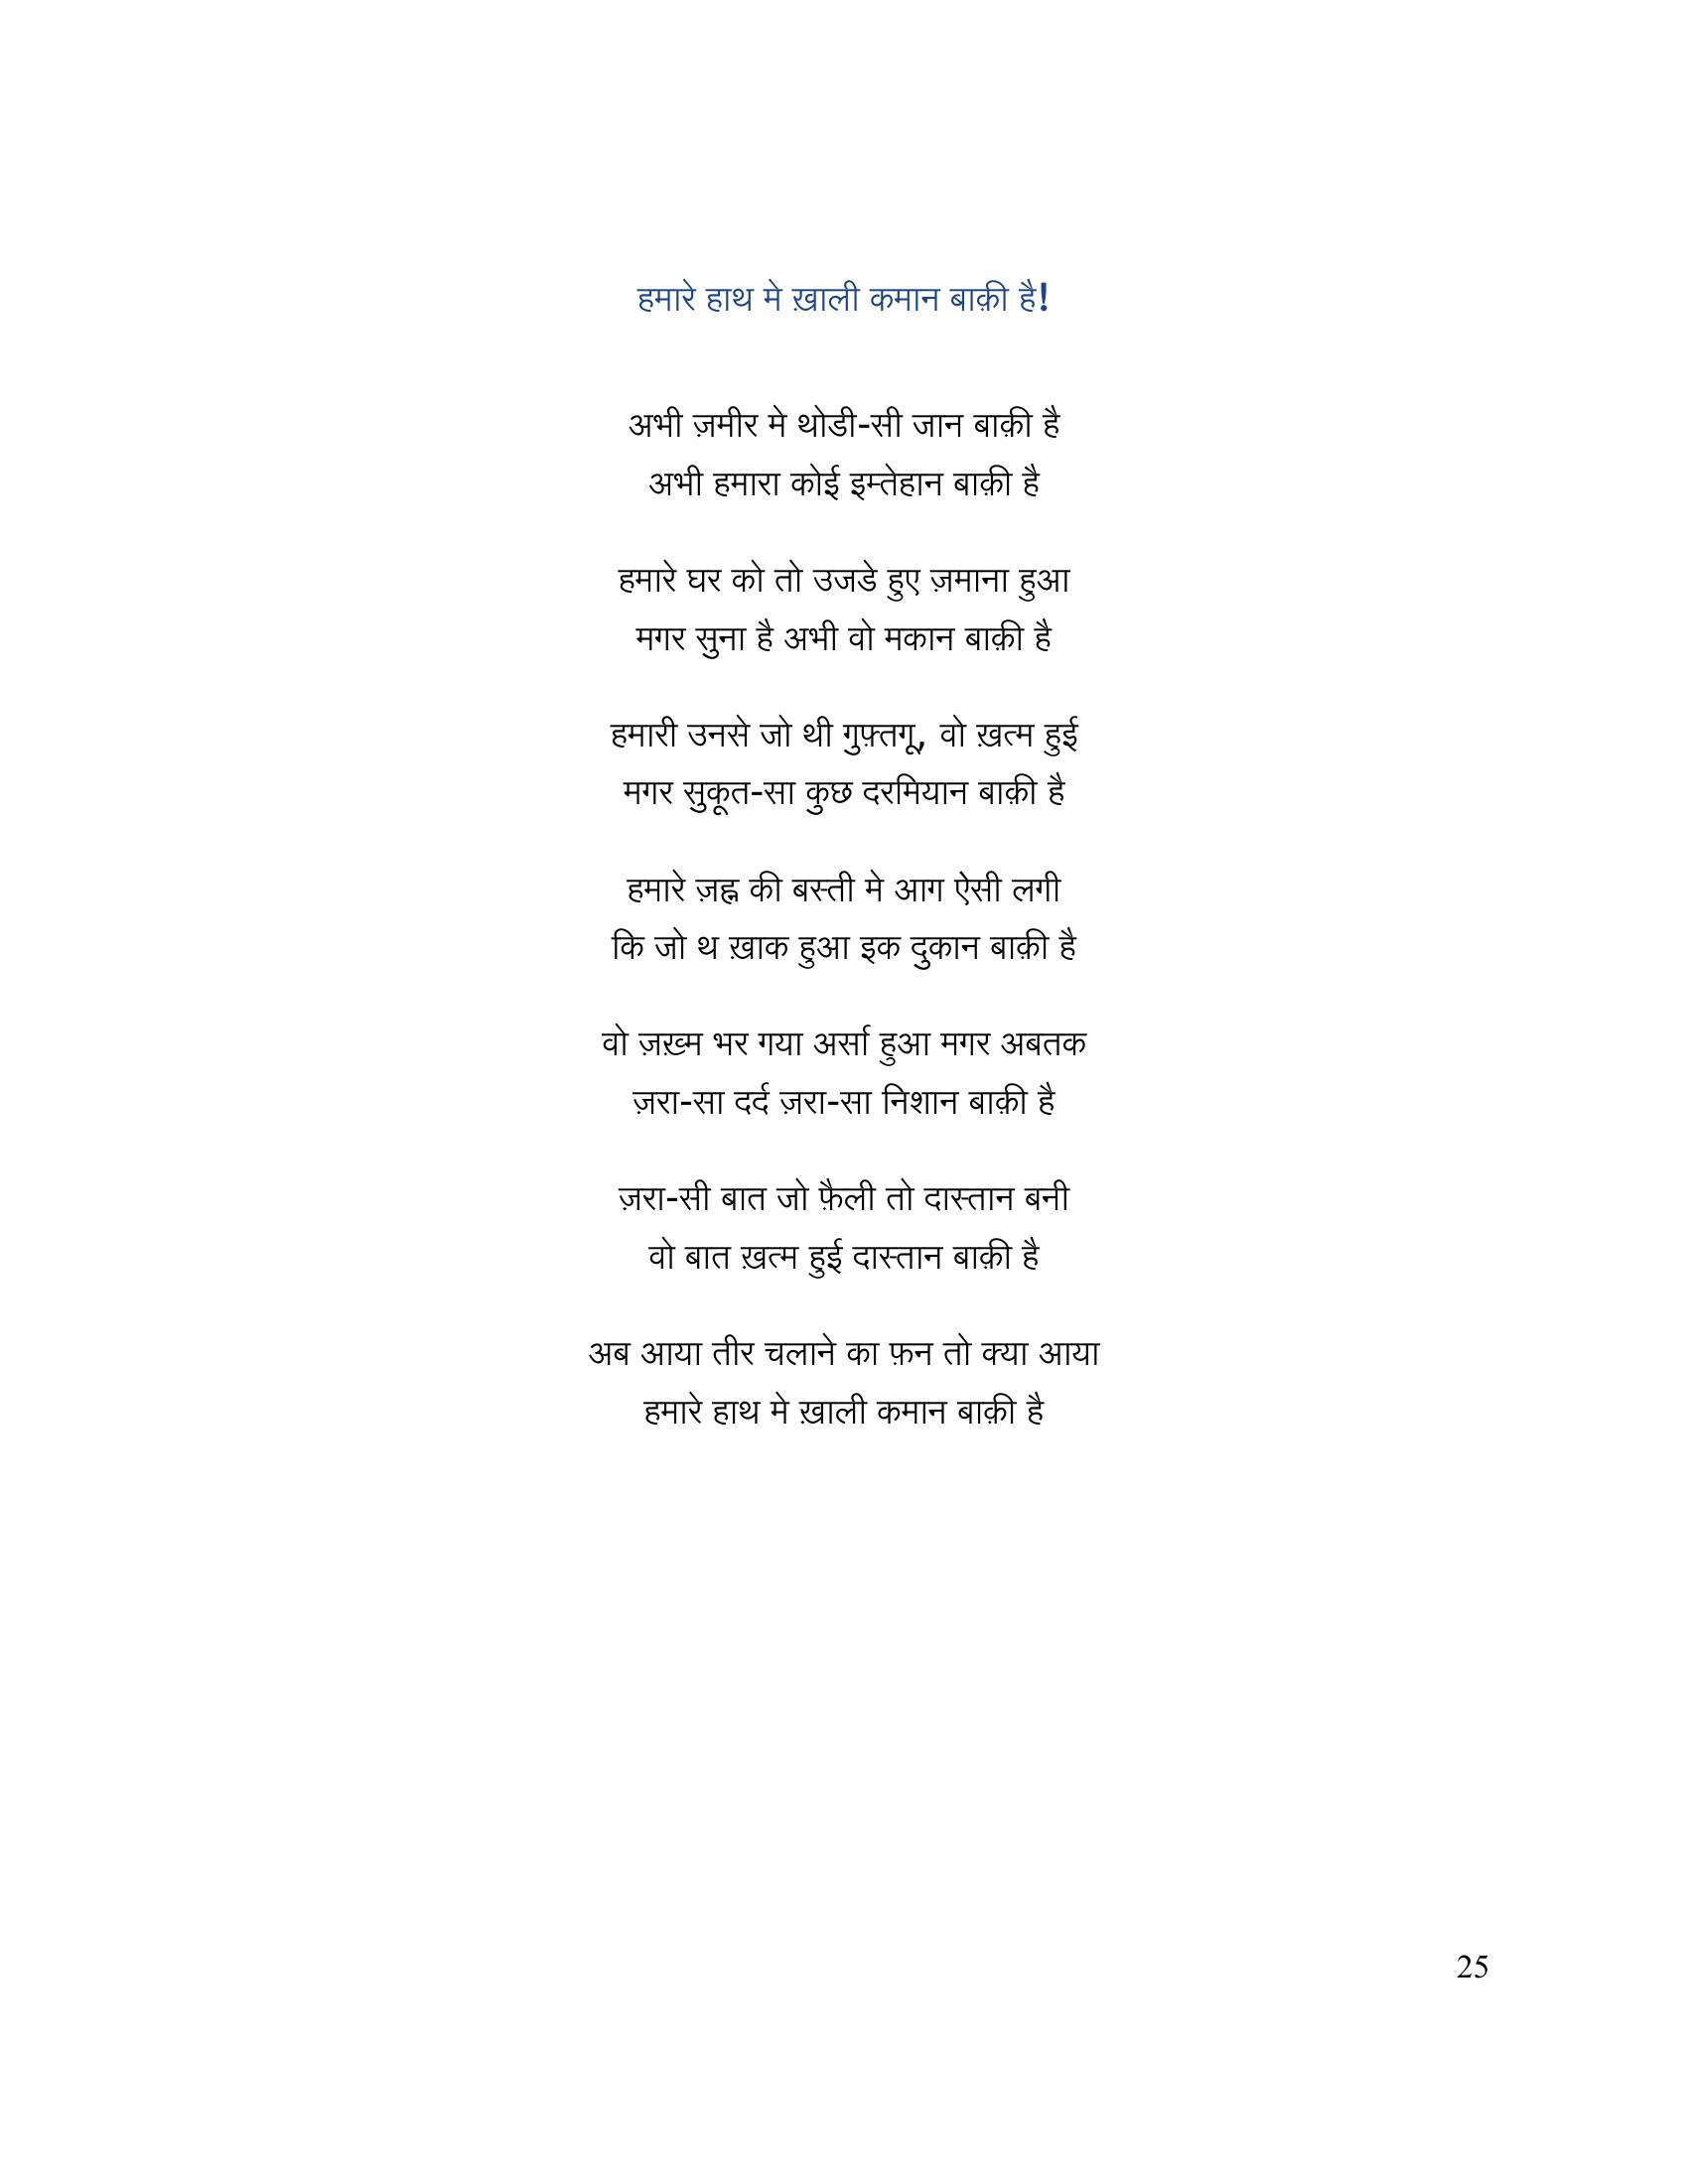 हमारे हाथ मे ख़ाली कमान बाक़ी है!
अभी ज़मीर मे थोडी-सी जान बाक़ी है
अभी हमारा कोई इम्तेहान बाक़ी है
हमारे घर को तो उजडे हुए ज़माना हुआ
मगर सुना है अभी वो मकान बाक़ी है
हमारी उनसे जो थी गुफ़्तगू, वो ख़त्म हुई
मगर सुकूत-सा कुछ दरमियान बाक़ी है
हमारे ज़ह्न की बस्ती मे आग ऐसी लगी
कि जो थ ख़ाक हुआ इक दुकान बाक़ी है
वो ज़ख़्म भर गया अर्सा हुआ मगर अबतक
ज़रा-सा दर्द ज़रा-सा निशान बाक़ी है
ज़रा-सी बात जो फ़ैली तो दास्तान बनी
वो बात ख़त्म हुई दास्तान बाक़ी है
अब आया तीर चलाने का फ़न तो क्या आया
हमारे हाथ मे ख़ाली कमान बाक़ी है
25